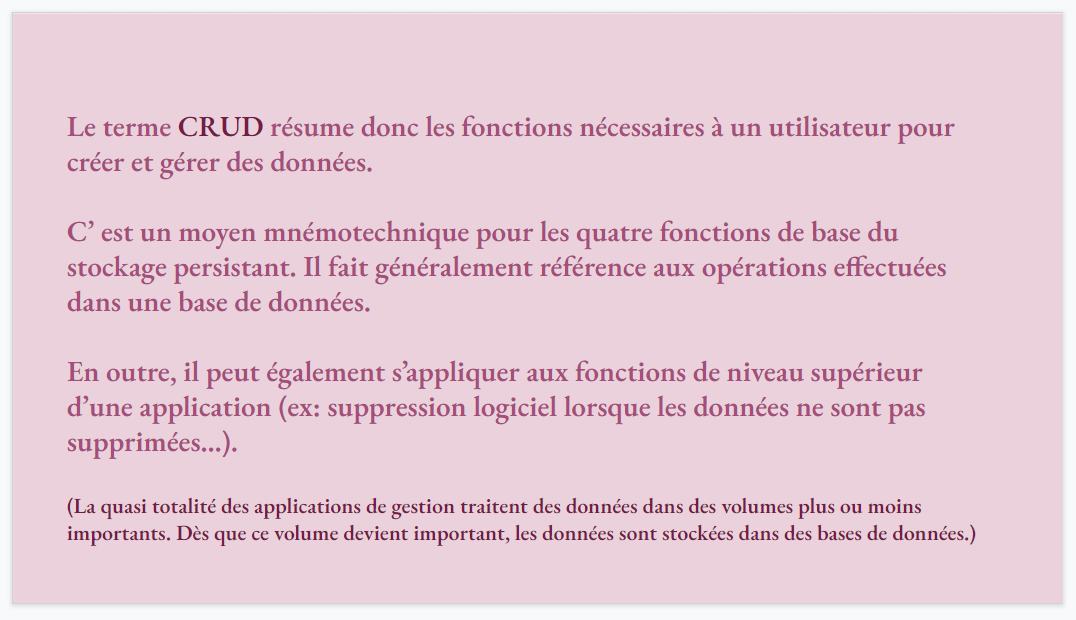 Le terme CRUD résume donc les fonctions nécessaires à un utilisateur pour
créer et gérer des données.
C’ est un moyen mnémotechnique pour les quatre fonctions de base du
stockage persistant. Il fait généralement référence aux opérations effectuées
dans une base de données.
En outre, il peut également s’appliquer aux fonctions de niveau supérieur
d’une application (ex: suppression logiciel lorsque les données ne sont pas
supprimées...).
(La quasi totalité des applications de gestion traitent des données dans des volumes plus ou moins
importants. Dès que ce volume devient important, les données sont stockées dans des bases de données.)